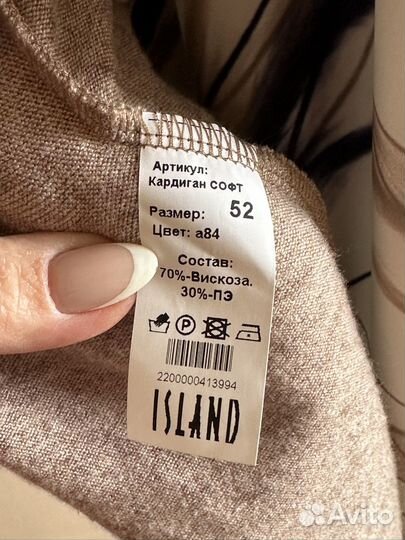 Артикул:
Кардиган СОФТ
Размер: 52
Цвет: а84
Состав:
70%-Вискоза.
30%-ПЭ
P
2200000413994
ISLAND
Avito